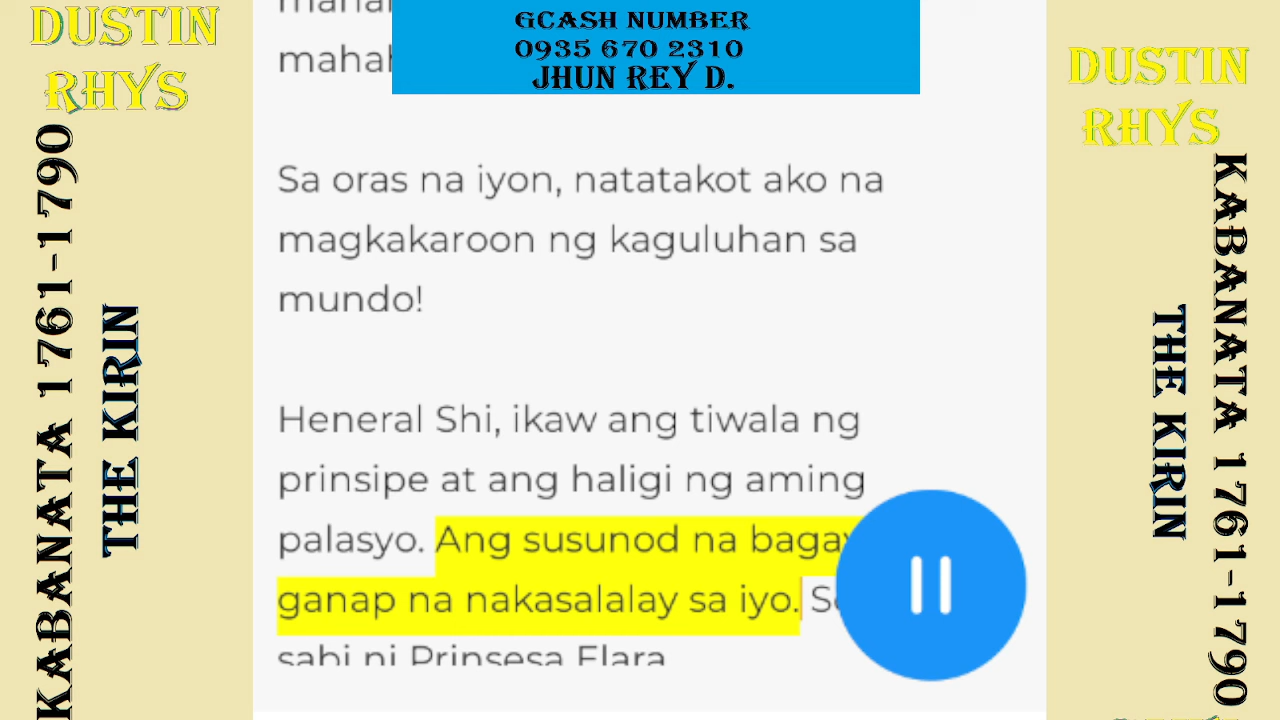 DUSTIN
RHYS
KABANATA 1761-1790
THE KIRIN
GCASH NUMBER
0935 670 2310
JHUN REY D.
Sa oras na iyon, natatakot ako na
magkakaroon ng kaguluhan sa
mundo!
Heneral Shi, ikaw ang tiwala ng
prinsipe at ang haligi ng aming
palasyo. Ang susunod na bagay
ganap na nakasalalay sa iyo.
sabi ni Prinsesa Elara
DUSTIN
RHYS
KABANATA 1761-1790
THE KIRIN